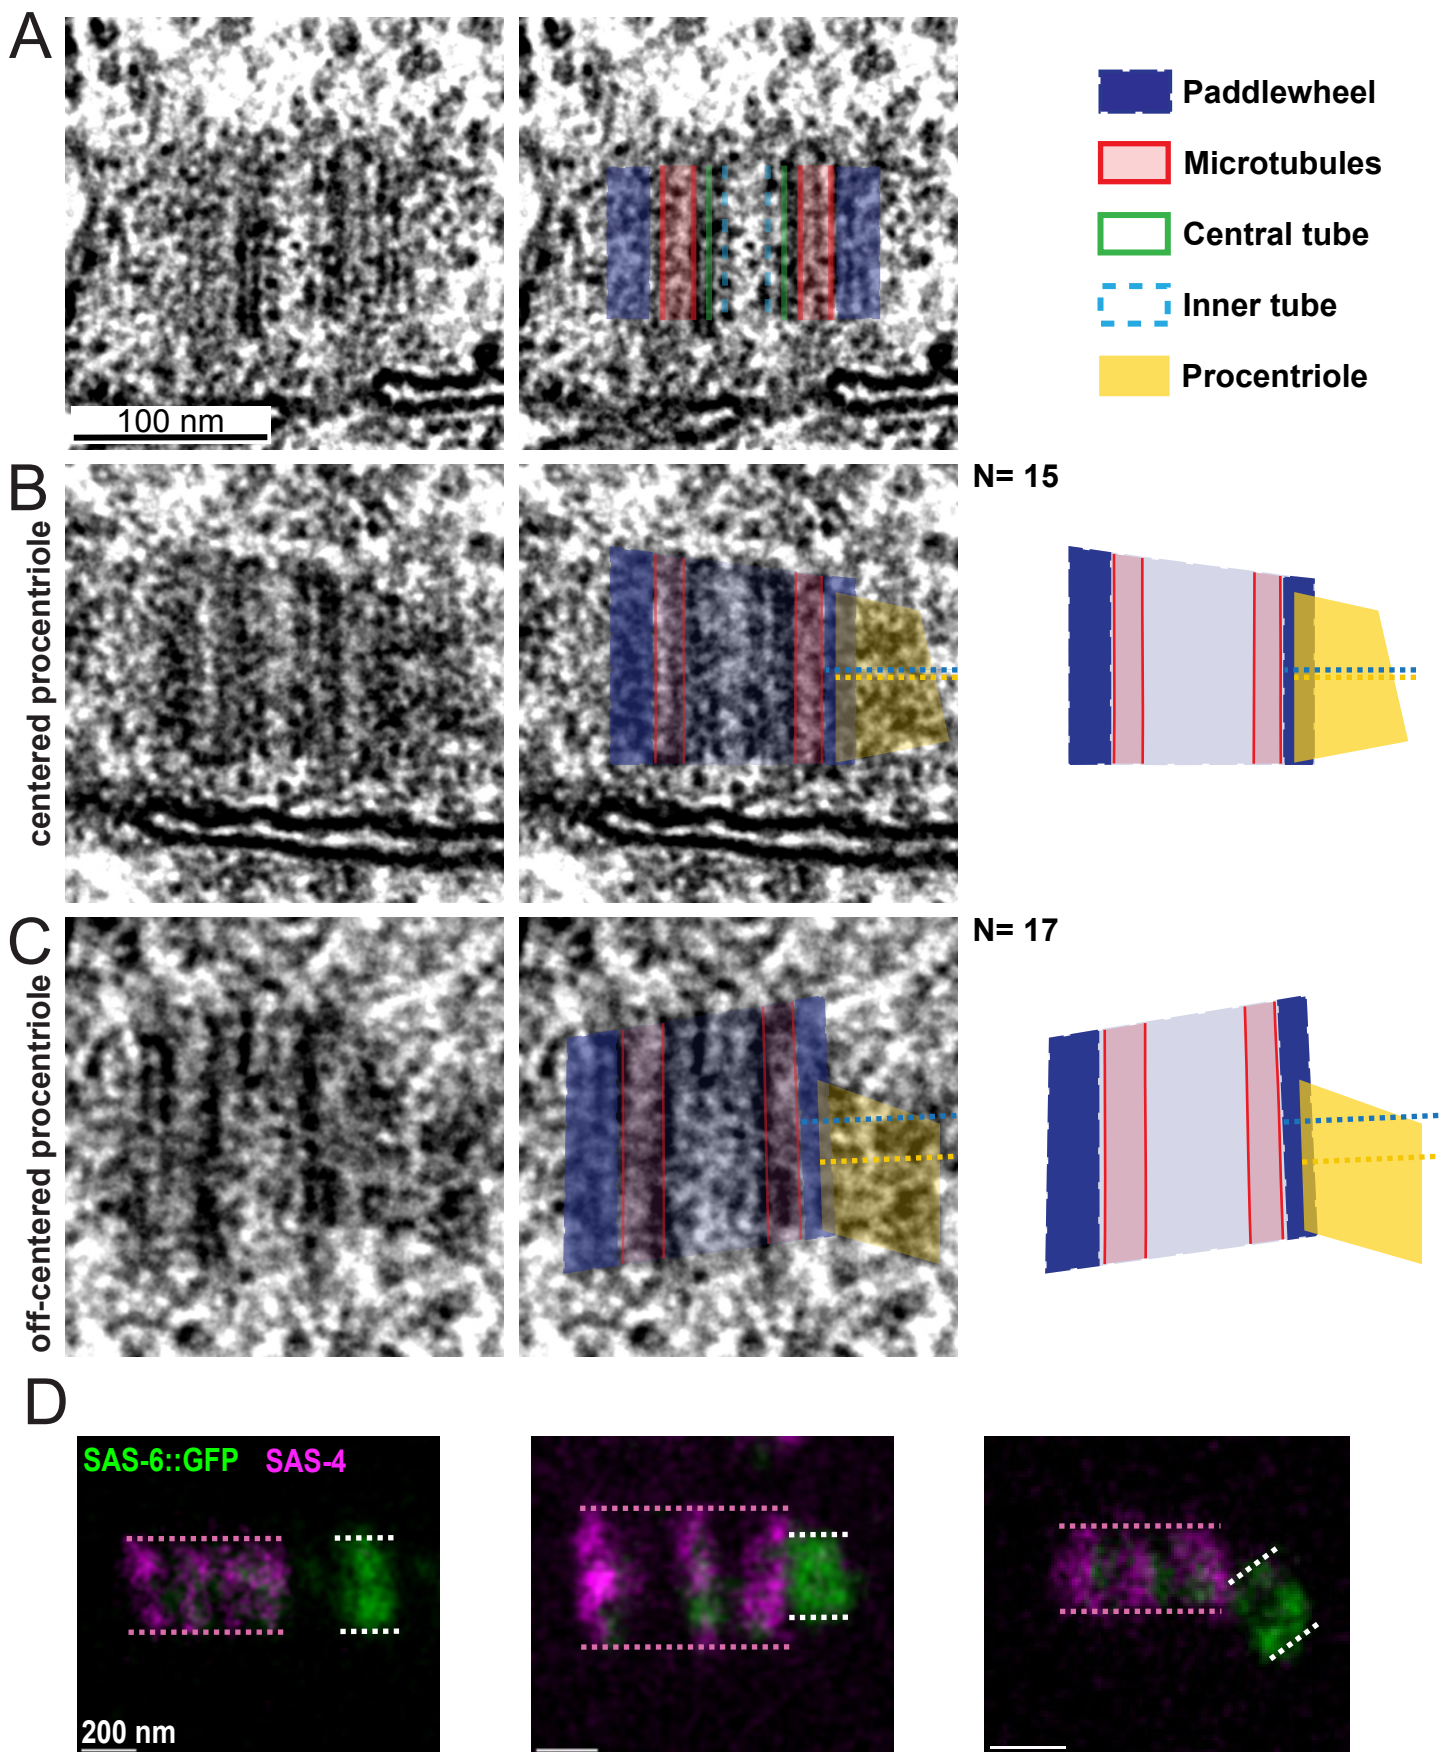 A
Paddlewheel
Microtubules
Central tube
Inner tube
Procentriole
100 nm
B
centered procentriole
N= 15
C
off-centered procentriole
N= 17
D
SAS-6::GFP SAS-4
200 nm